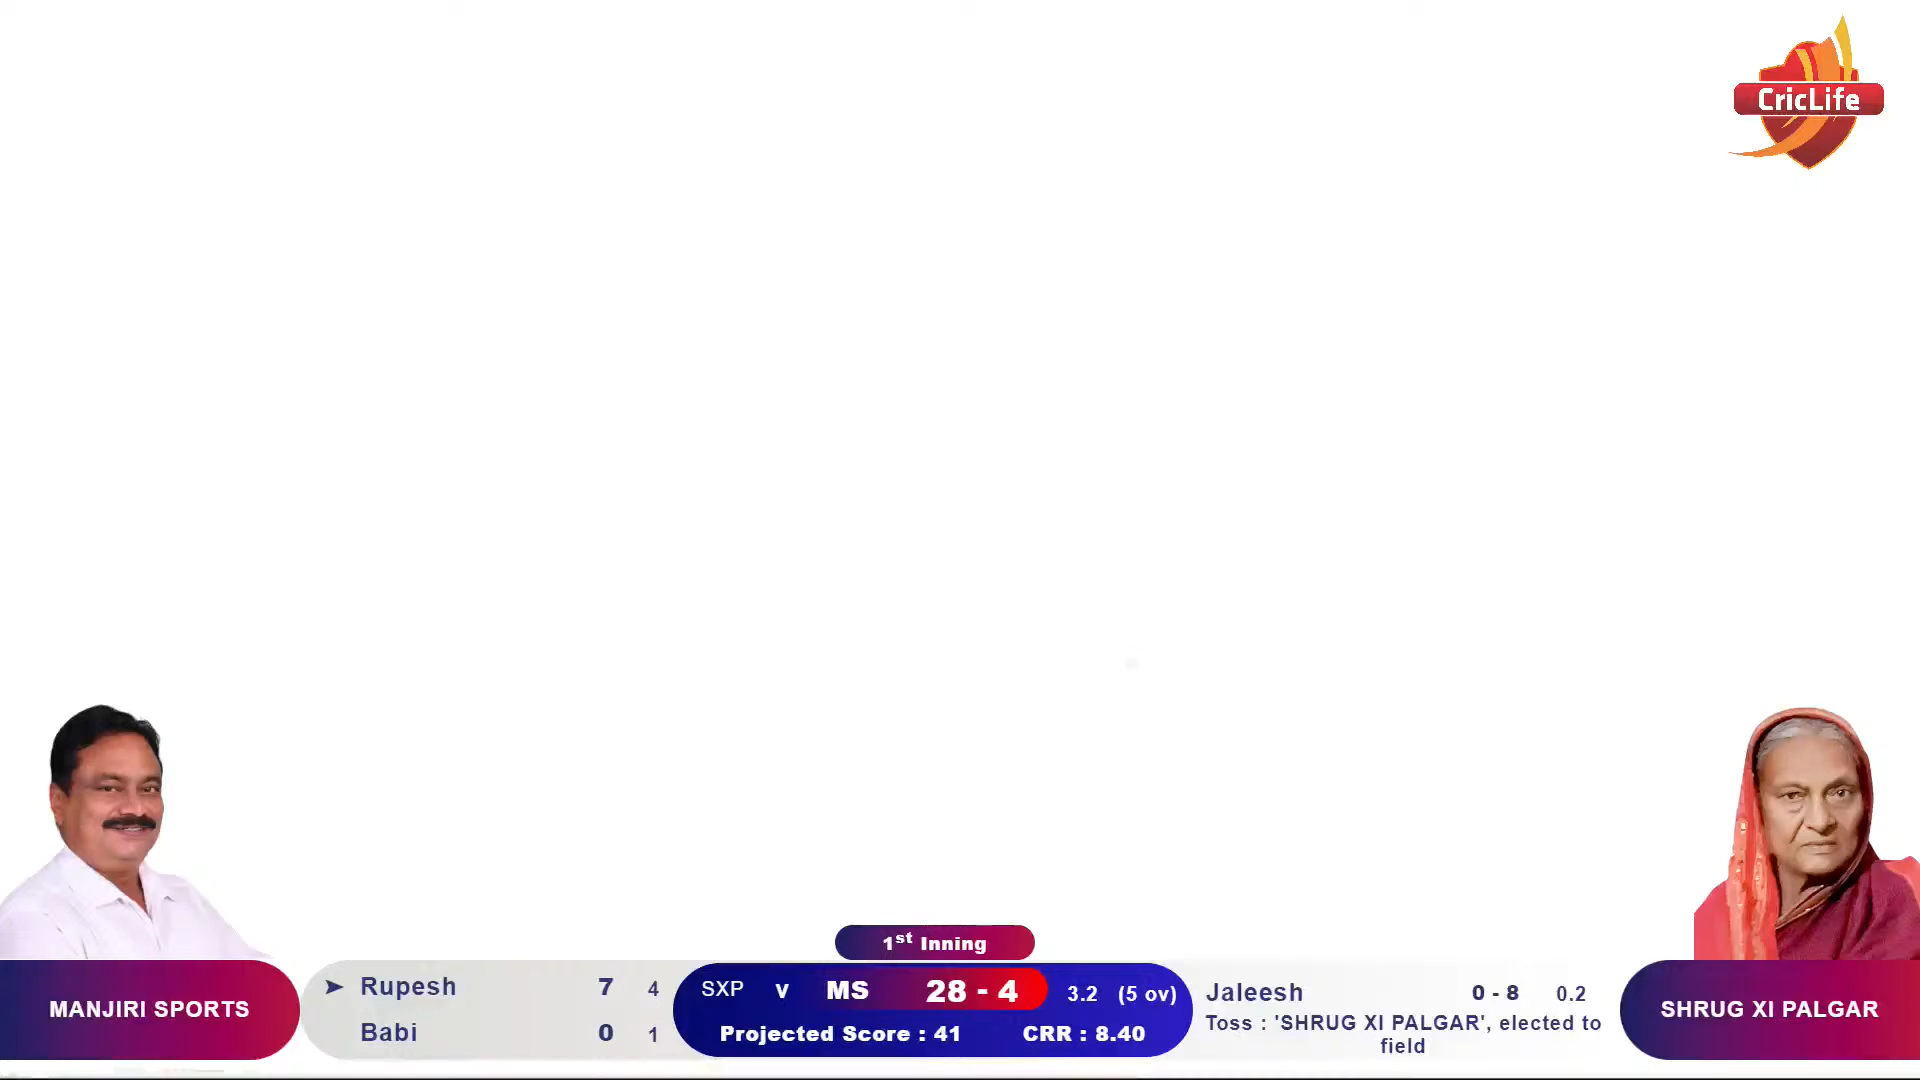 CricLife
1st Inning
MANJIRI SPORTS
➤ Rupesh 7 4
Babi 0 1
SXP v MS 28 - 4 3.2 (5 ov)
Projected Score : 41 CRR : 8.40
Jaleesh 0 - 8 0.2
Toss : 'SHRUG XI PALGAR', elected to
field
SHRUG XI PALGAR